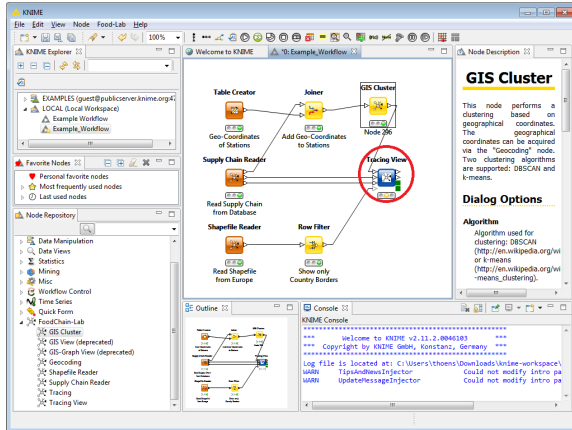 KNIME
File Edit View Node Food-Lab Help
100%
KNIME Explorer
EXAMPLES (guest@publicserver.knime.org:47
LOCAL (Local Workspace)
Example Workflow
Example_Workflow
Favorite Nodes
Personal favorite nodes
Most frequently used nodes
Last used nodes
Node Repository
Data Manipulation
Data Views
Statistics
Mining
Misc
Workflow Control
Time Series
Quick Form
FoodChain-Lab
GIS Cluster
GIS View (deprecated)
GIS-Graph View (deprecated)
Geocoding
Shapefile Reader
Supply Chain Reader
Tracing
Tracing View
Welcome to KNIME
*0: Example_Workflow
Table Creator
Geo-Coordinates
of Stations
Joiner
Add Geo-Coordinates
to Stations
GIS Cluster
Node 296
Supply Chain Reader
Read Supply Chain
from Database
Tracing View
Shapefile Reader
Read Shapefile
from Europe
Row Filter
Show only
Country Borders
Outline
Console
KNIME Console
*** Welcome to KNIME v2.11.2.0046103 ***
*** Copyright by KNIME GmbH, Konstanz, Germany ***
Log file is located at: C:\Users\thoens\Downloads\knime-workspace\
WARN TipsAndNewsInjector Could not modify intro pa
WARN UpdateMessageInjector Could not modify intro pa
Node Description
GIS Cluster
This node performs a
clustering based on
geographical coordinates.
The geographical
coordinates can be acquired
via the "Geocoding" node.
Two clustering algorithms
are supported: DBSCAN and
k-means.
Dialog Options
Algorithm
Algorithm used for
clustering: DBSCAN
(http://en.wikipedia.org/wi
or k-means
(http://en.wikipedia.org/wi
-means_clustering).